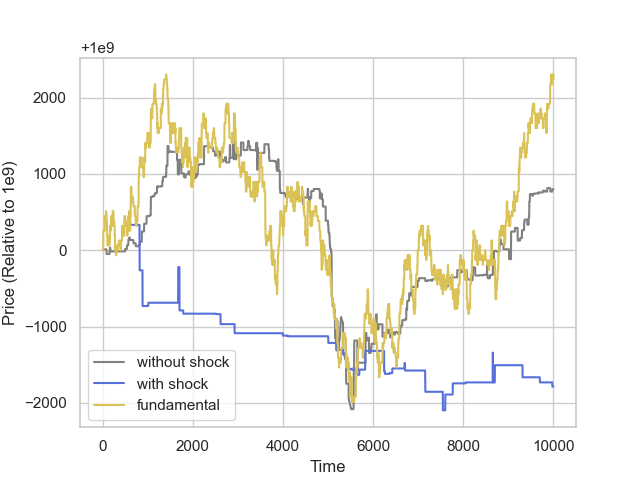 +1e9
2000
1000
0
−1000
−2000
Price (Relative to 1e9)
without shock
with shock
fundamental
0
2000
4000
6000
8000
10000
Time